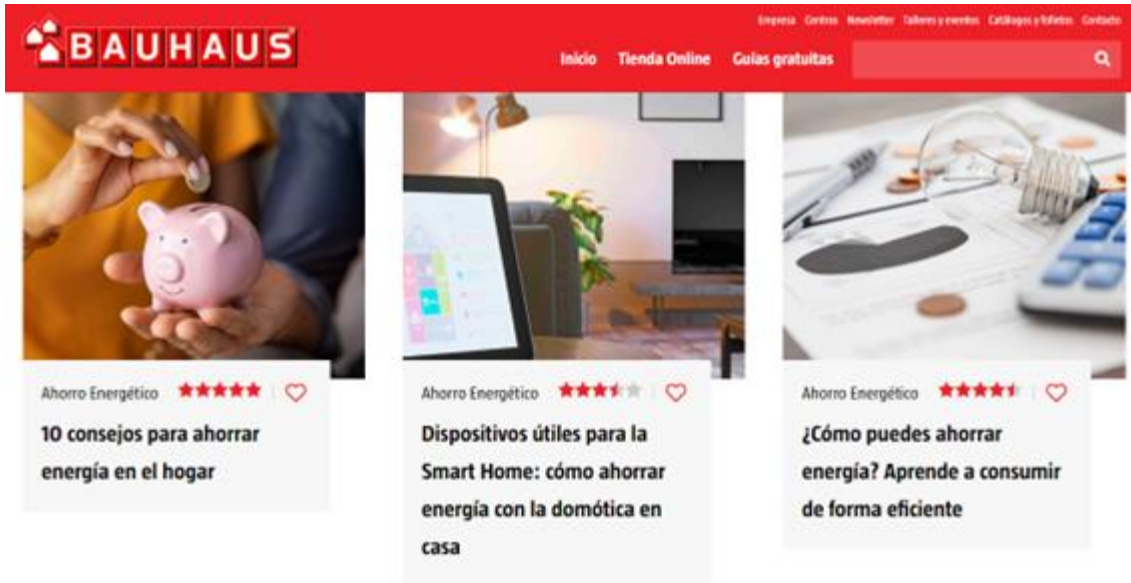 Empresa Centros Newsletter Talleres y eventos Catálogos y folletos Contacto
BAUHAUS
Inicio Tienda Online Guías gratuitas
Ahorro Energético
10 consejos para ahorrar
energía en el hogar
Ahorro Energético
Dispositivos útiles para la
Smart Home: cómo ahorrar
energía con la domótica en
casa
Ahorro Energético
¿Cómo puedes ahorrar
energía? Aprende a consumir
de forma eficiente